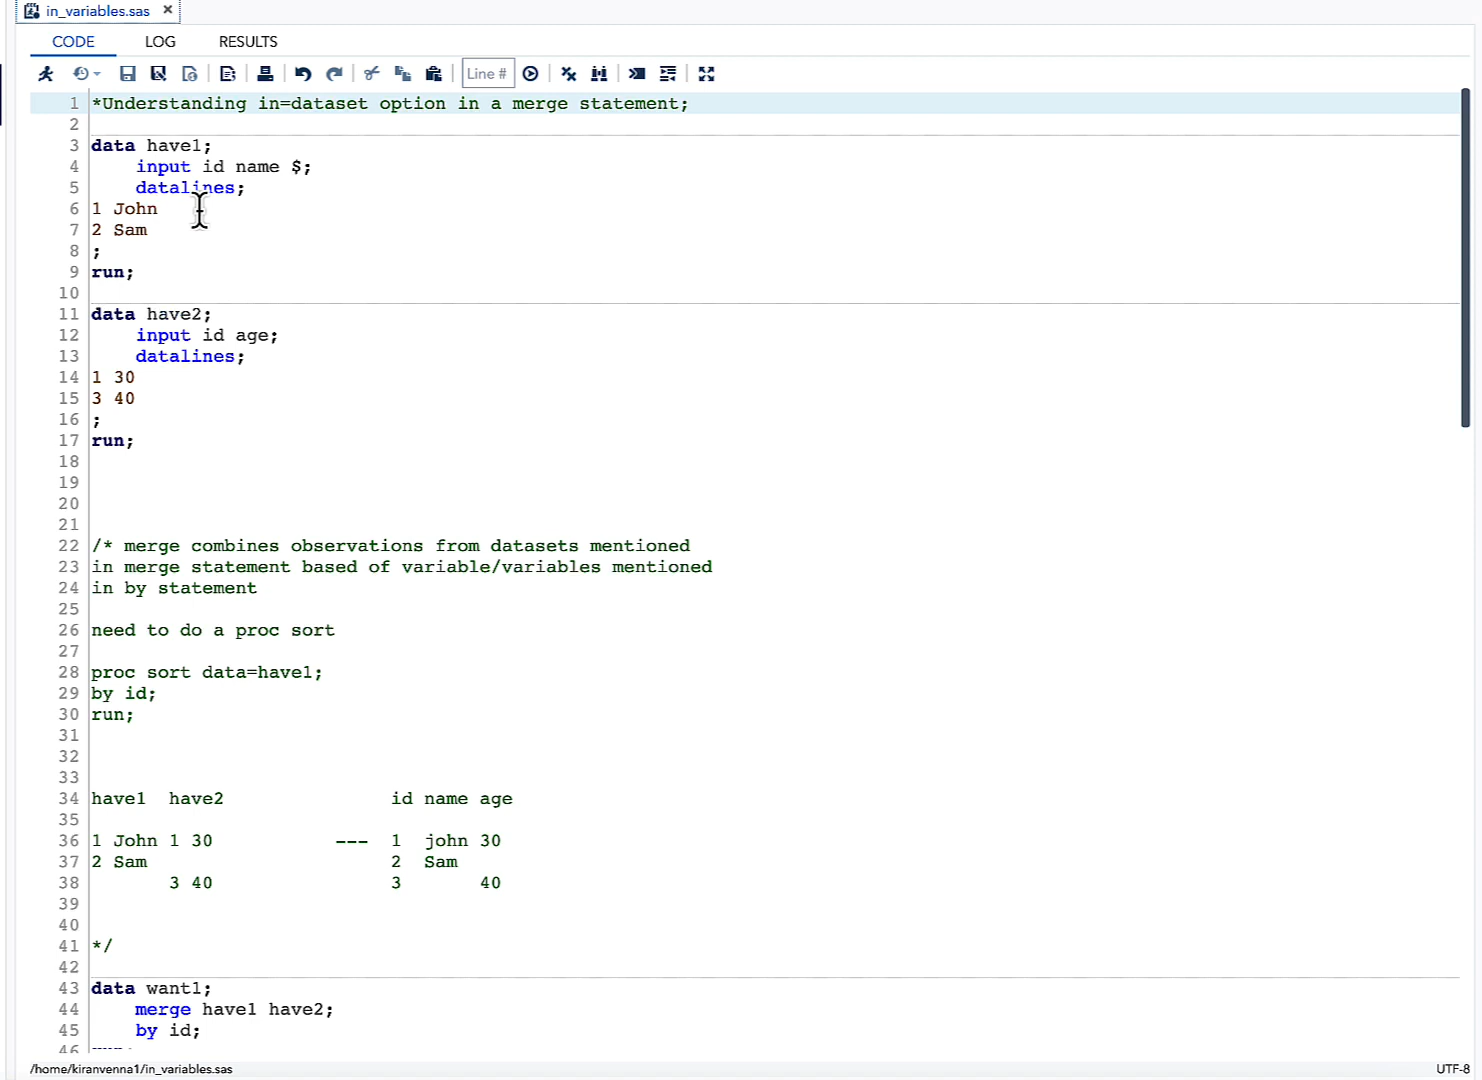 in_variables.sas ×
CODE LOG RESULTS
Line #
1 *Understanding in=dataset option in a merge statement;
2
3 data have1;
4 input id name $;
5 datalines;
6 1 John
7 2 Sam
8 ;
9 run;
10
11 data have2;
12 input id age;
13 datalines;
14 1 30
15 3 40
16 ;
17 run;
18
19
20
21
22 /* merge combines observations from datasets mentioned
23 in merge statement based of variable/variables mentioned
24 in by statement
25
26 need to do a proc sort
27
28 proc sort data=have1;
29 by id;
30 run;
31
32
33
34 have1 have2 id name age
35
36 1 John 1 30 --- 1 john 30
37 2 Sam 2 Sam
38 3 40 3 40
39
40
41 */
42
43 data want1;
44 merge have1 have2;
45 by id;
46
/home/kiranvenna1/in_variables.sas UTF-8